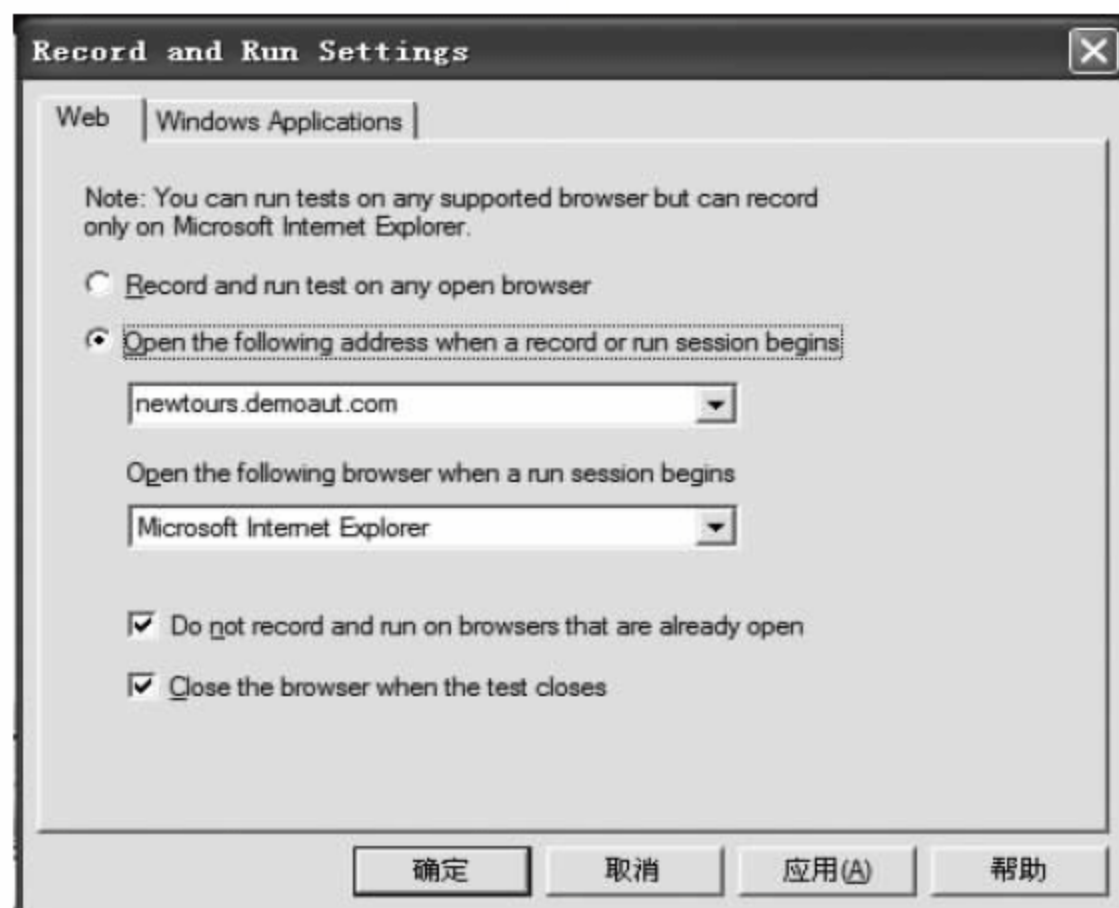 Record and Run Settings
Web
Windows Applications
Note: You can run tests on any supported browser but can record
only on Microsoft Internet Explorer.
Record and run test on any open browser
Open the following address when a record or run session begins
newtours.demoaut.com
Open the following browser when a run session begins
Microsoft Internet Explorer
Do not record and run on browsers that are already open
Close the browser when the test closes
确定 取消 应用(A) 帮助